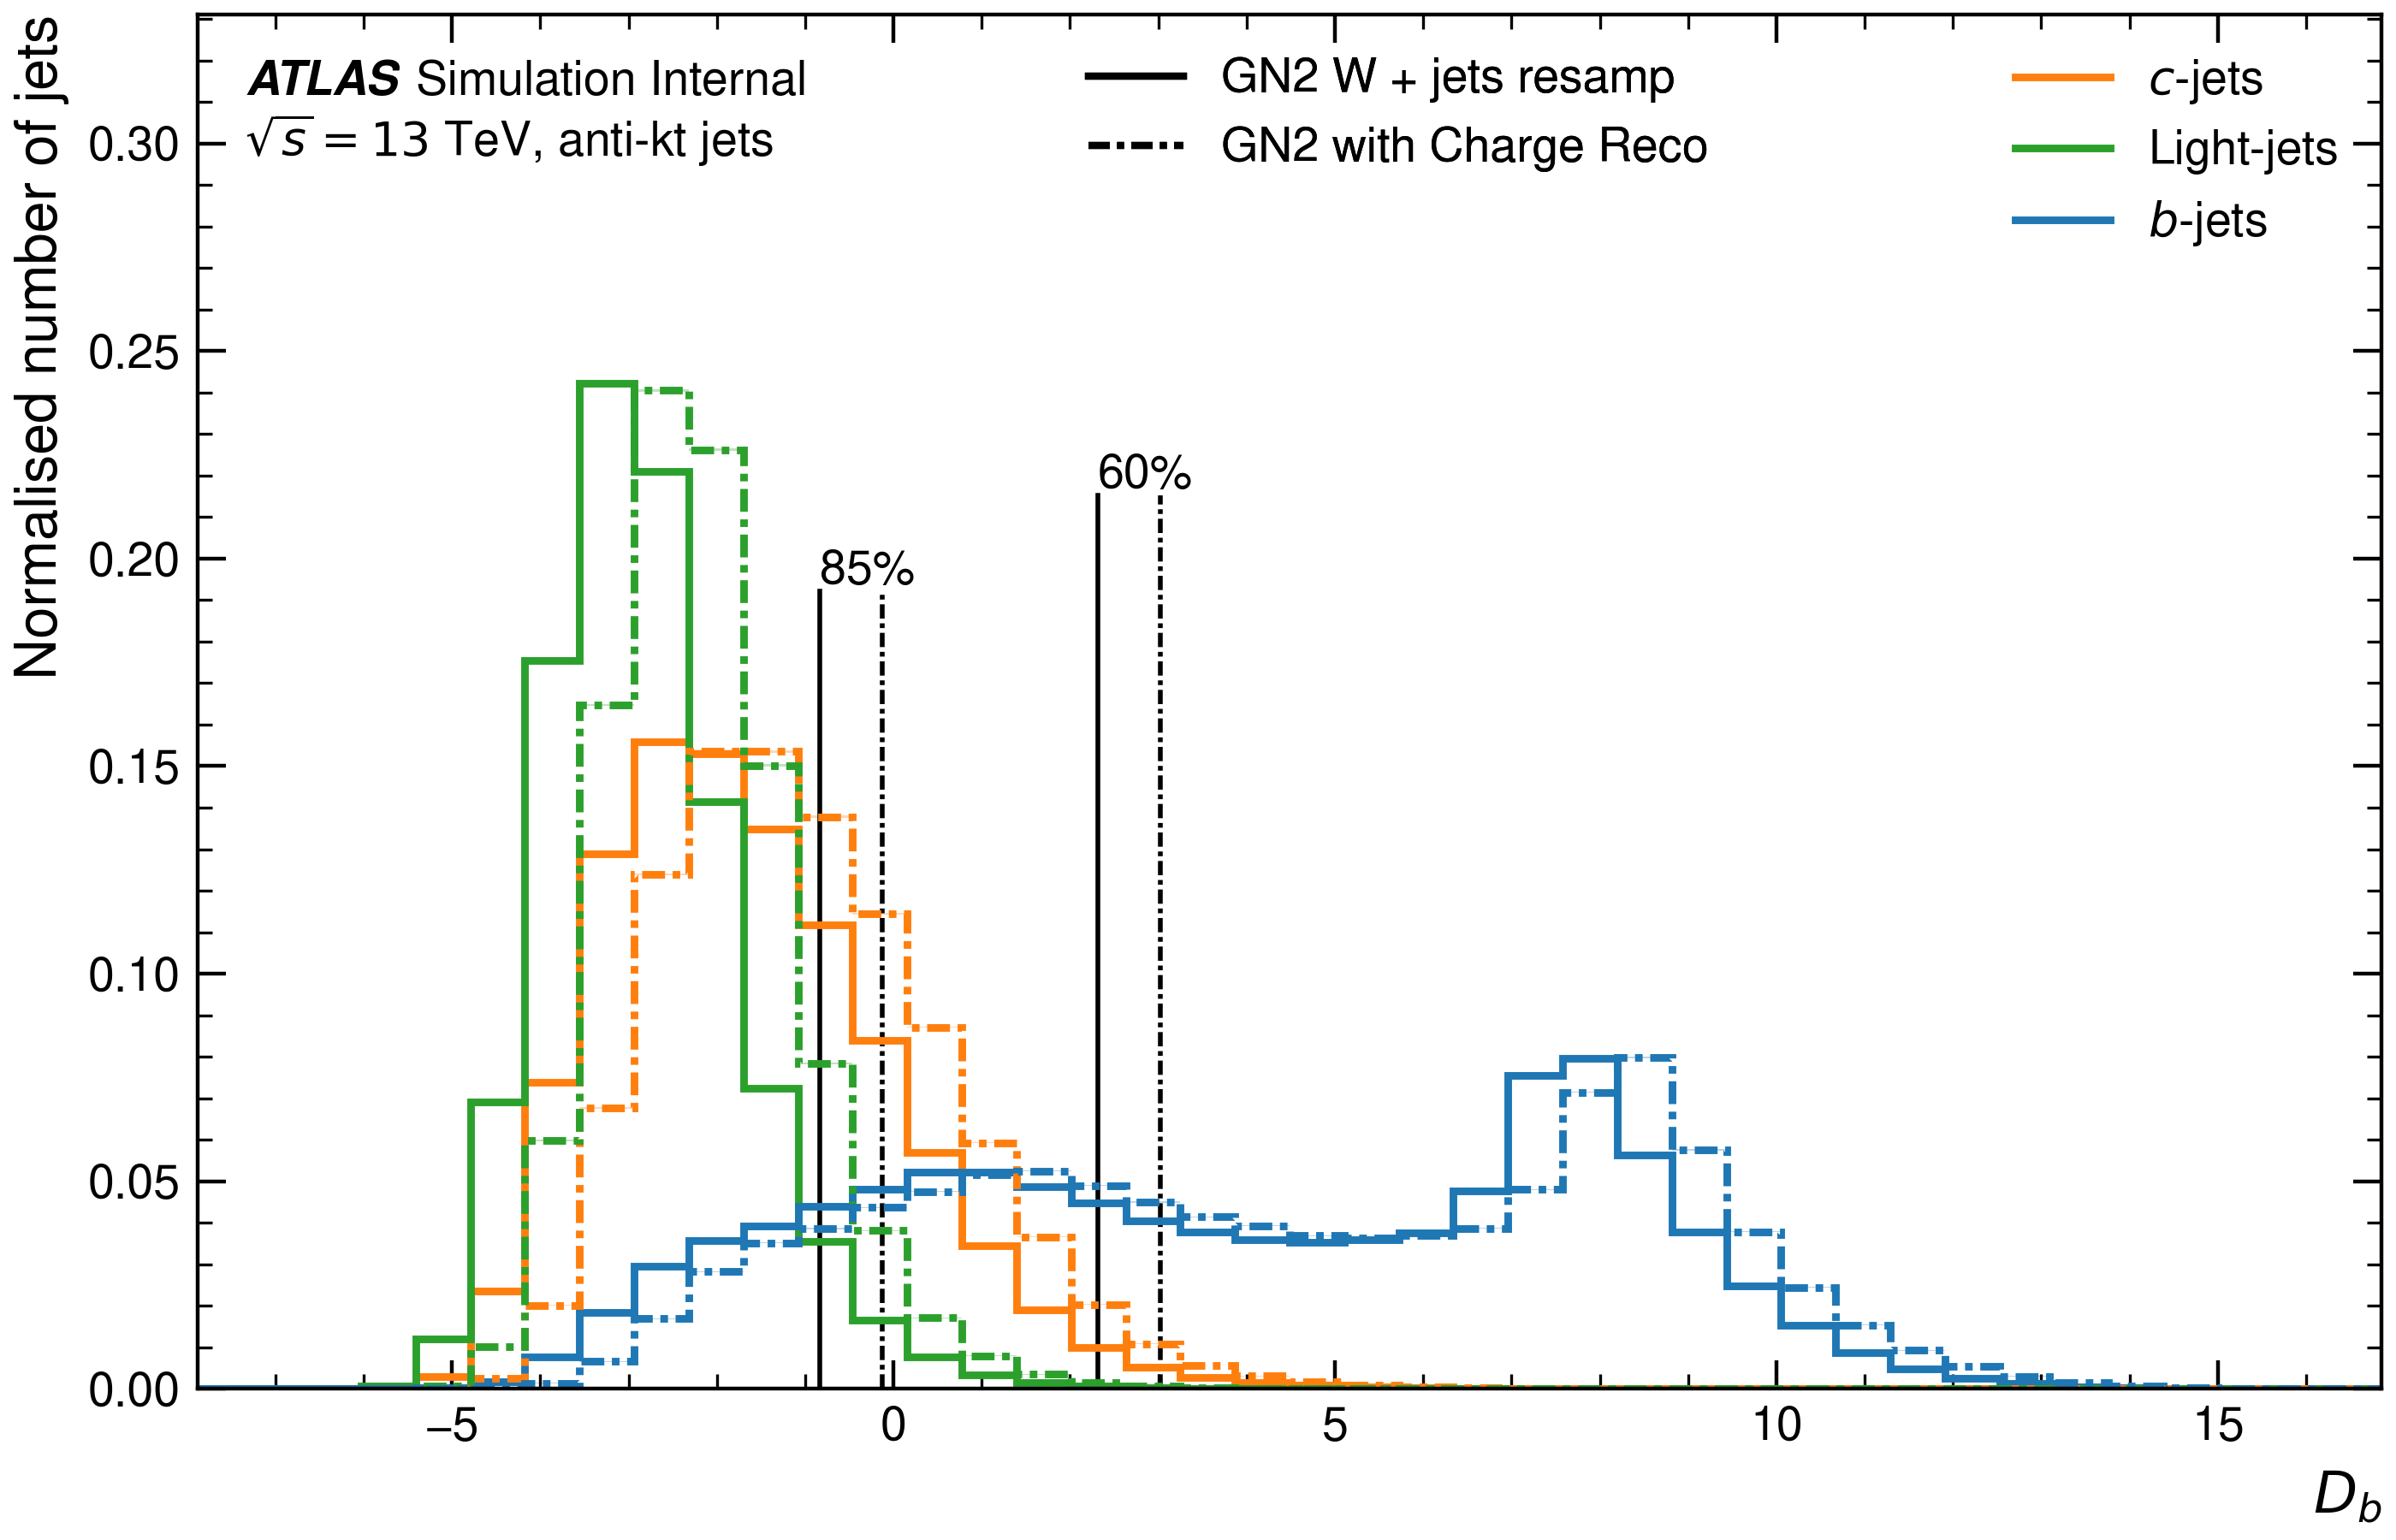 Normalised number of jets
ATLAS Simulation Internal
√s = 13 TeV, anti-kt jets
GN2 W + jets resamp
GN2 with Charge Reco
c-jets
Light-jets
b-jets
0.30
0.25
0.20
0.15
0.10
0.05
0.00
60%
85%
−5 0 5 10 15
D_b